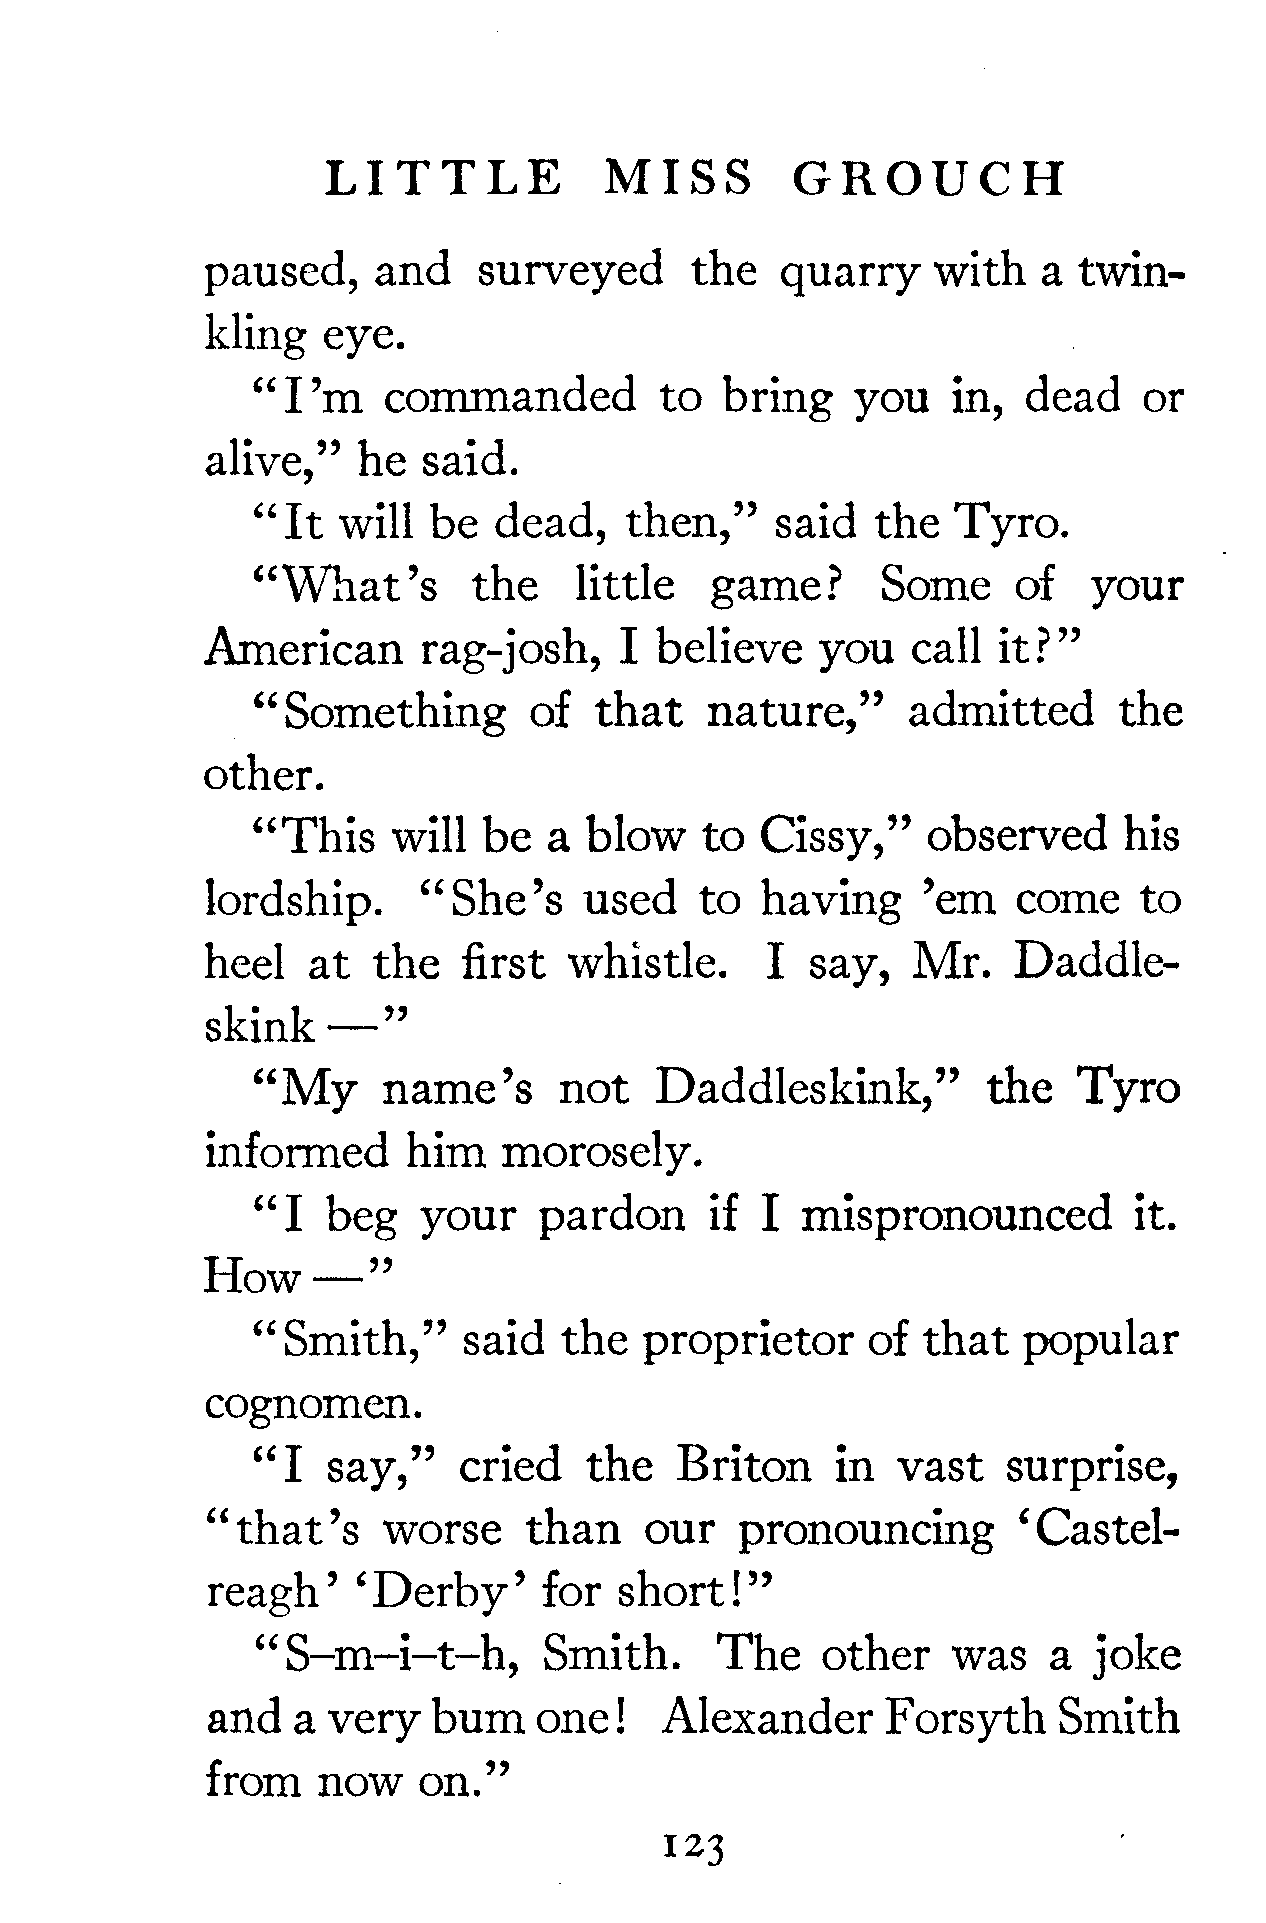 LITTLE MISS GROUCH
paused, and surveyed the quarry with a twin-
kling eye.
“I’m commanded to bring you in, dead or
alive,” he said.
“It will be dead, then,” said the Tyro.
“What’s the little game? Some of your
American rag-josh, I believe you call it?”
“Something of that nature,” admitted the
other.
“This will be a blow to Cissy,” observed his
lordship. “She’s used to having ’em come to
heel at the first whistle. I say, Mr. Daddle-
skink —”
“My name’s not Daddleskink,” the Tyro
informed him morosely.
“I beg your pardon if I mispronounced it.
How —”
“Smith,” said the proprietor of that popular
cognomen.
“I say,” cried the Briton in vast surprise,
“that’s worse than our pronouncing ‘Castel-
reagh’ ‘Derby’ for short!”
“S–m–i–t–h, Smith. The other was a joke
and a very bum one! Alexander Forsyth Smith
from now on.”
123